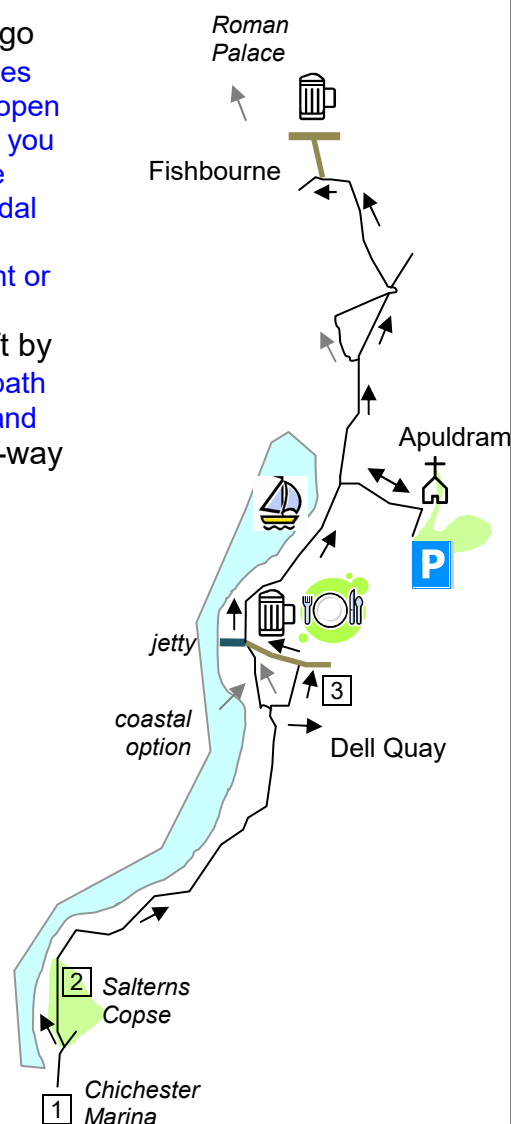 go
es
open
you
e
dal
nt or
t by
path
and
-way
Roman
Palace
Fishbourne
Apuldram
P
jetty
3
coastal
option
Dell Quay
2
Salterns
Copse
1
Chichester
Marina